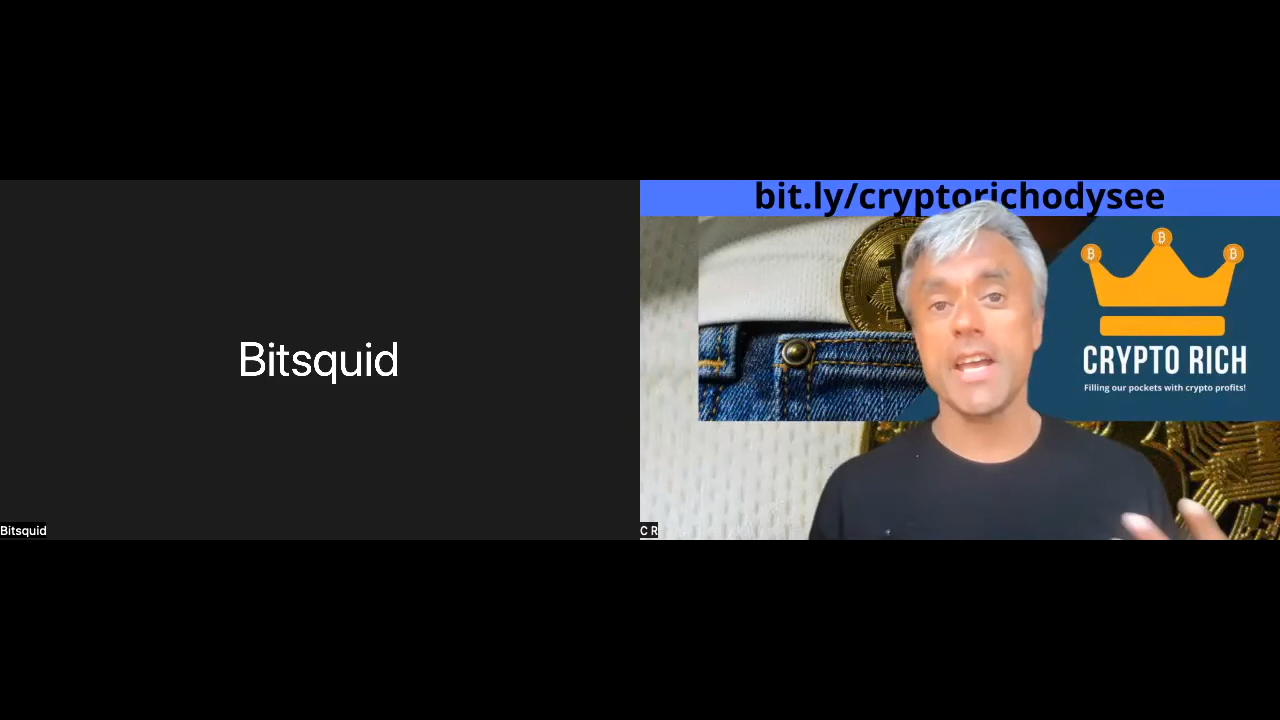 Bitsquid
Bitsquid
bit.ly/cryptorichodysee
CRYPTO RICH
Filling our pockets with crypto profits!
C R